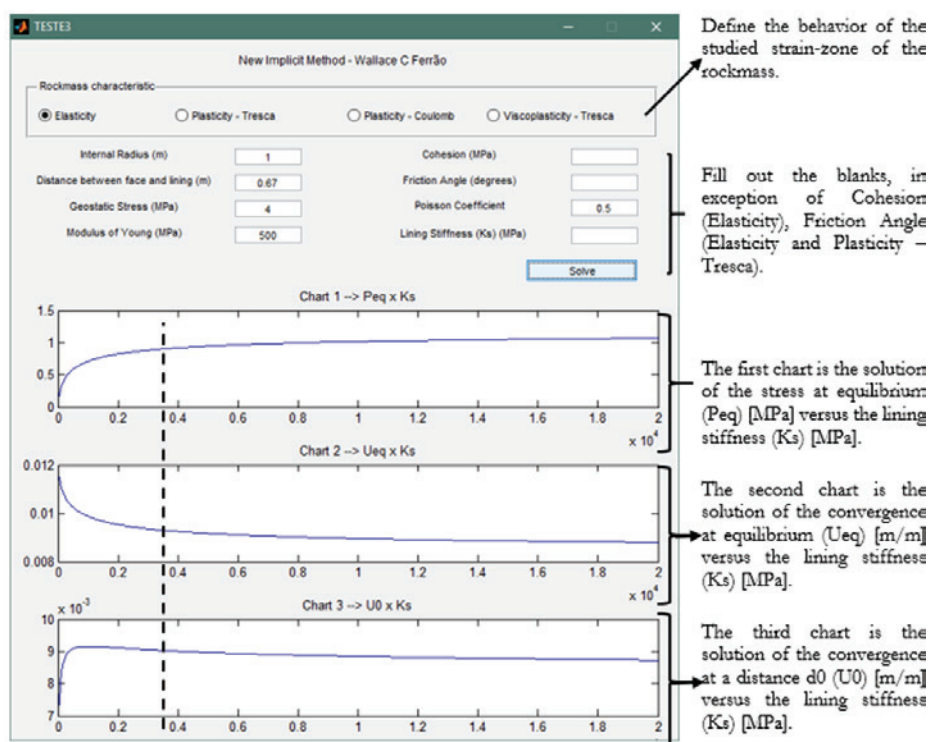 TESTE3
New Implicit Method - Wallace C Ferrão
Rockmass characteristic
Elasticity
Plasticity - Tresca
Plasticity - Coulomb
Viscoplasticity - Tresca
Internal Radius (m)
1
Cohesion (MPa)
Distance between face and lining (m)
0.67
Friction Angle (degrees)
Geostatic Stress (MPa)
4
Poisson Coefficient
0.5
Modulus of Young (MPa)
500
Lining Stiffness (Ks) (MPa)
Solve
Chart 1 --> Peq x Ks
1.5
1
0.5
0
0 0.2 0.4 0.6 0.8 1 1.2 1.4 1.6 1.8 2
x 10^4
Chart 2 --> Ueq x Ks
0.012
0.01
0.008
0 0.2 0.4 0.6 0.8 1 1.2 1.4 1.6 1.8 2
x 10^4
Chart 3 --> U0 x Ks
x 10^-3
10
9
8
7
0 0.2 0.4 0.6 0.8 1 1.2 1.4 1.6 1.8 2
Define the behavior of the
studied strain-zone of the
rockmass.
Fill out the blanks, in
exception of Cohesion
(Elasticity), Friction Angle
(Elasticity and Plasticity –
Tresca).
The first chart is the solution
of the stress at equilibrium
(Peq) [MPa] versus the lining
stiffness (Ks) [MPa].
The second chart is the
solution of the convergence
at equilibrium (Ueq) [m/m]
versus the lining stiffness
(Ks) [MPa].
The third chart is the
solution of the convergence
at a distance d0 (U0) [m/m]
versus the lining stiffness
(Ks) [MPa].